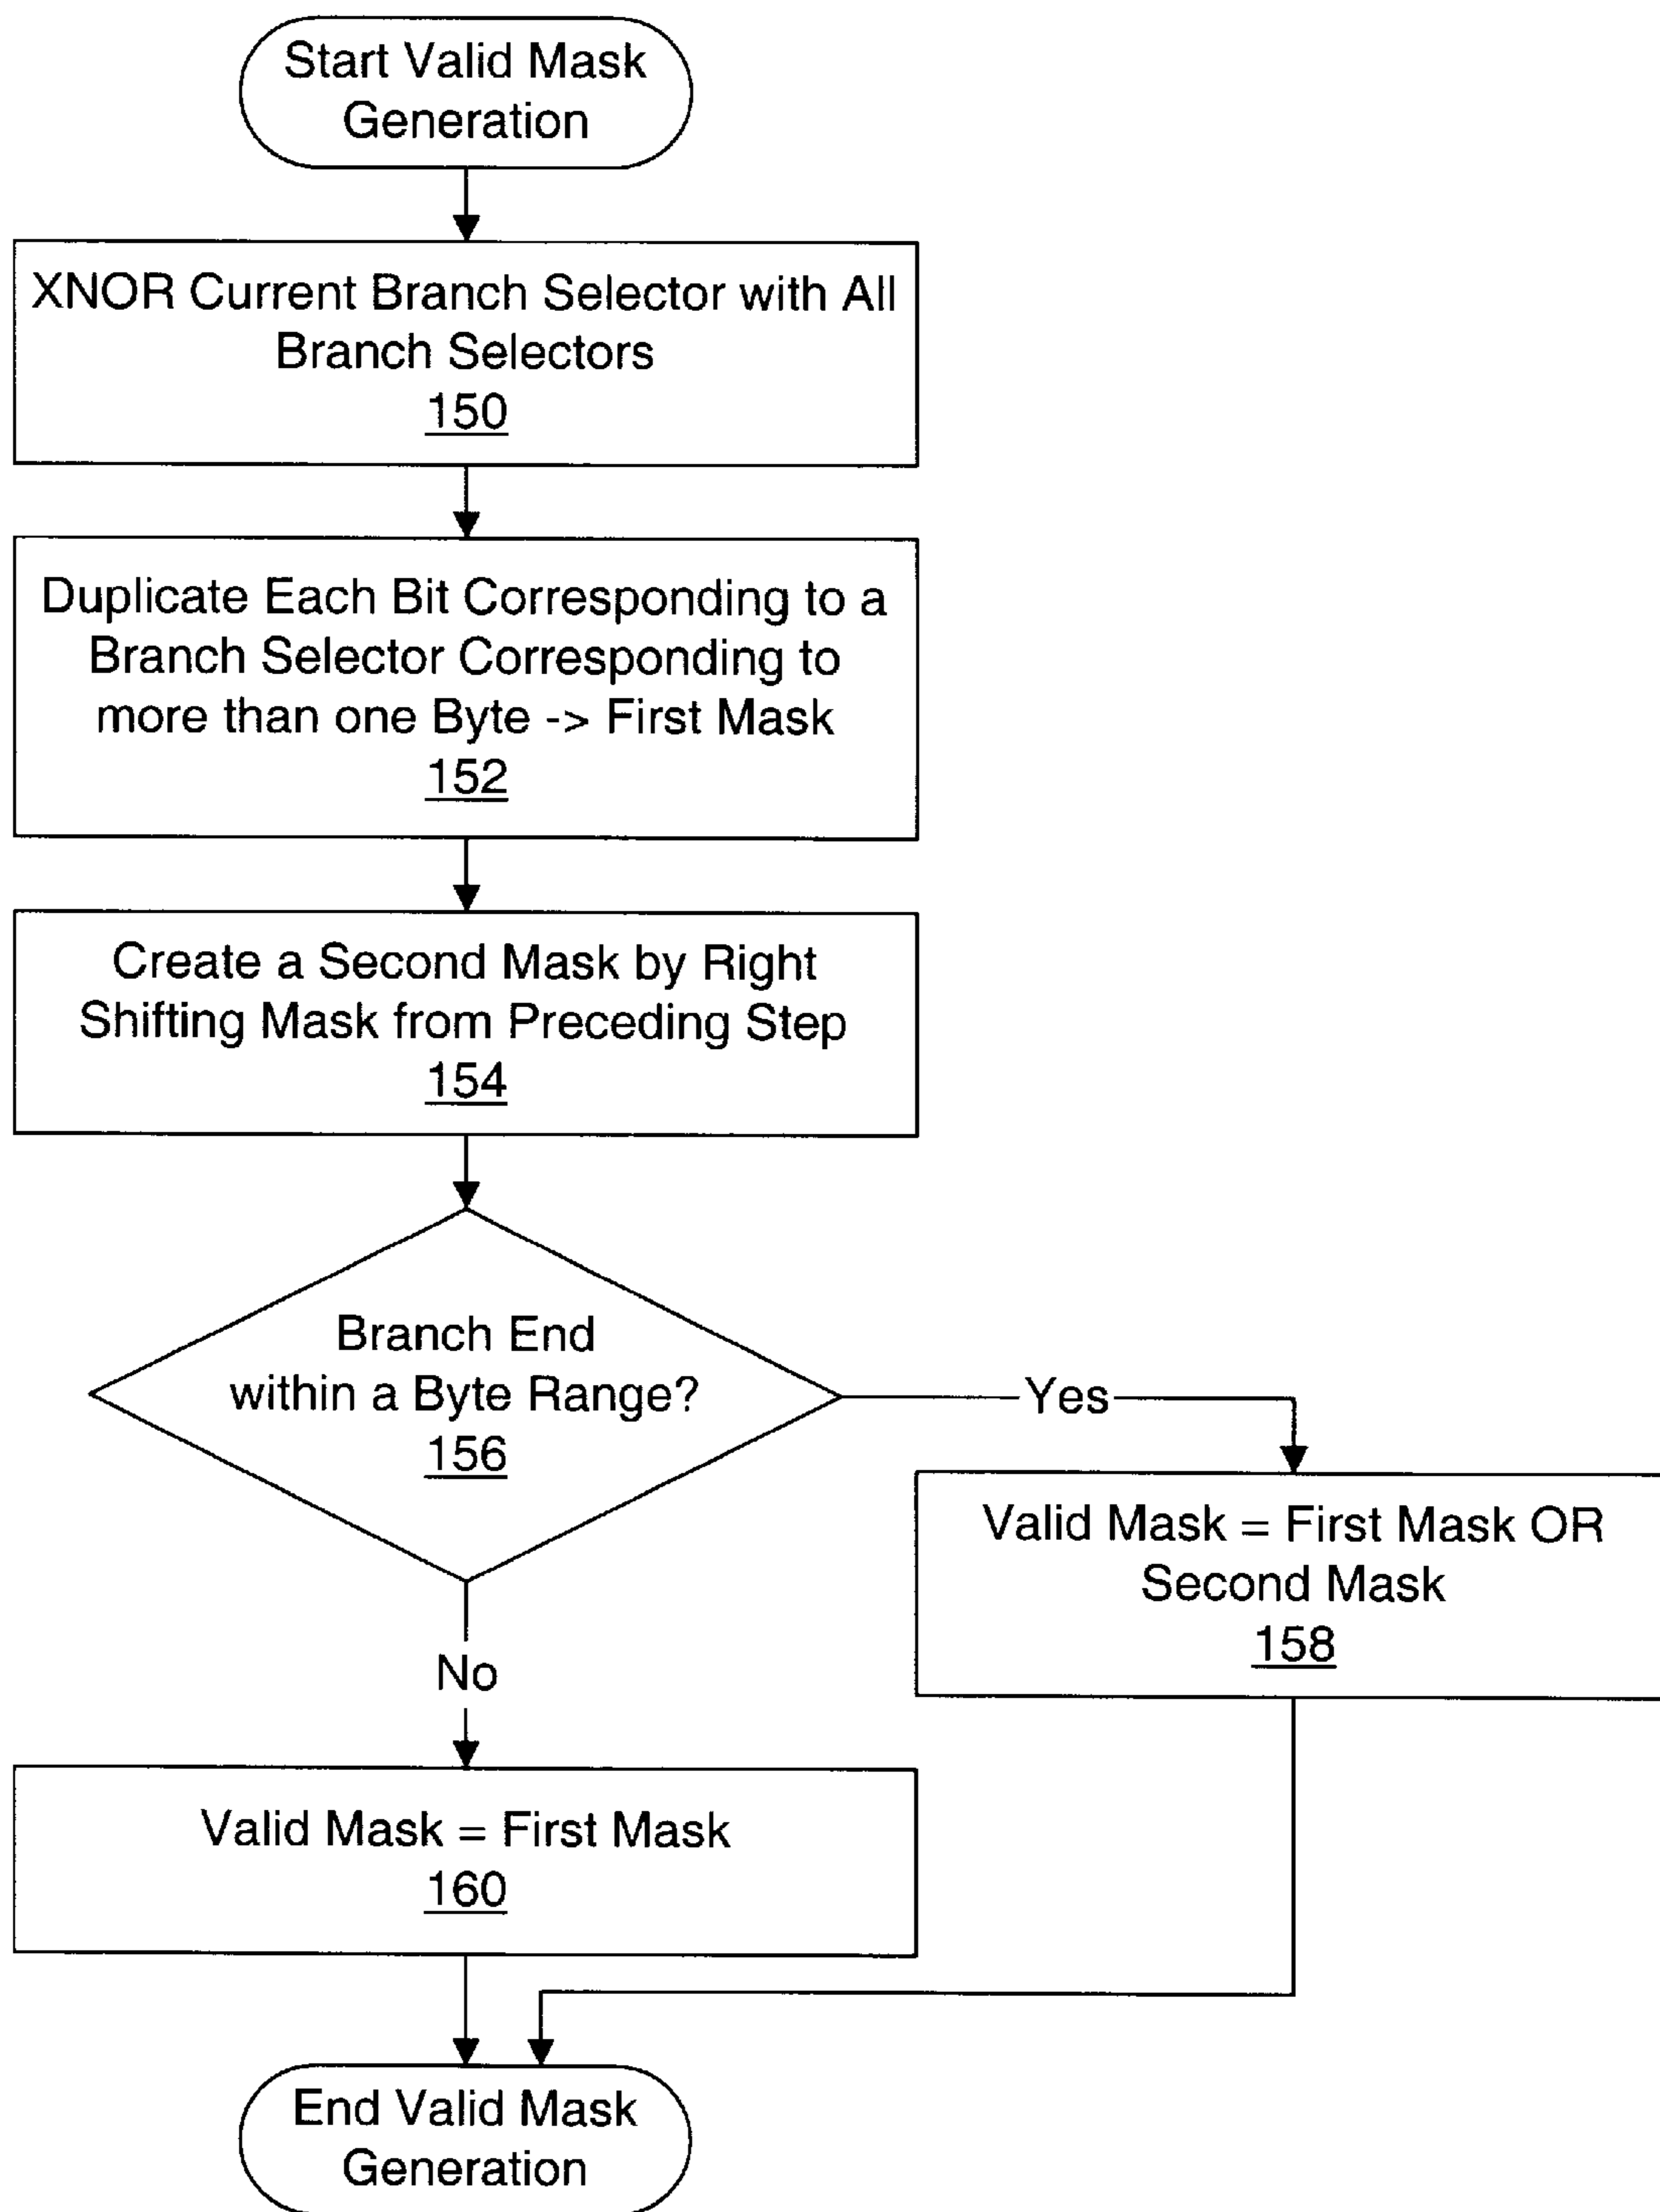 Start Valid Mask
Generation
XNOR Current Branch Selector with All
Branch Selectors
150
Duplicate Each Bit Corresponding to a
Branch Selector Corresponding to
more than one Byte -> First Mask
152
Create a Second Mask by Right
Shifting Mask from Preceding Step
154
Branch End
within a Byte Range?
156
Yes
Valid Mask = First Mask OR
Second Mask
158
No
Valid Mask = First Mask
160
End Valid Mask
Generation